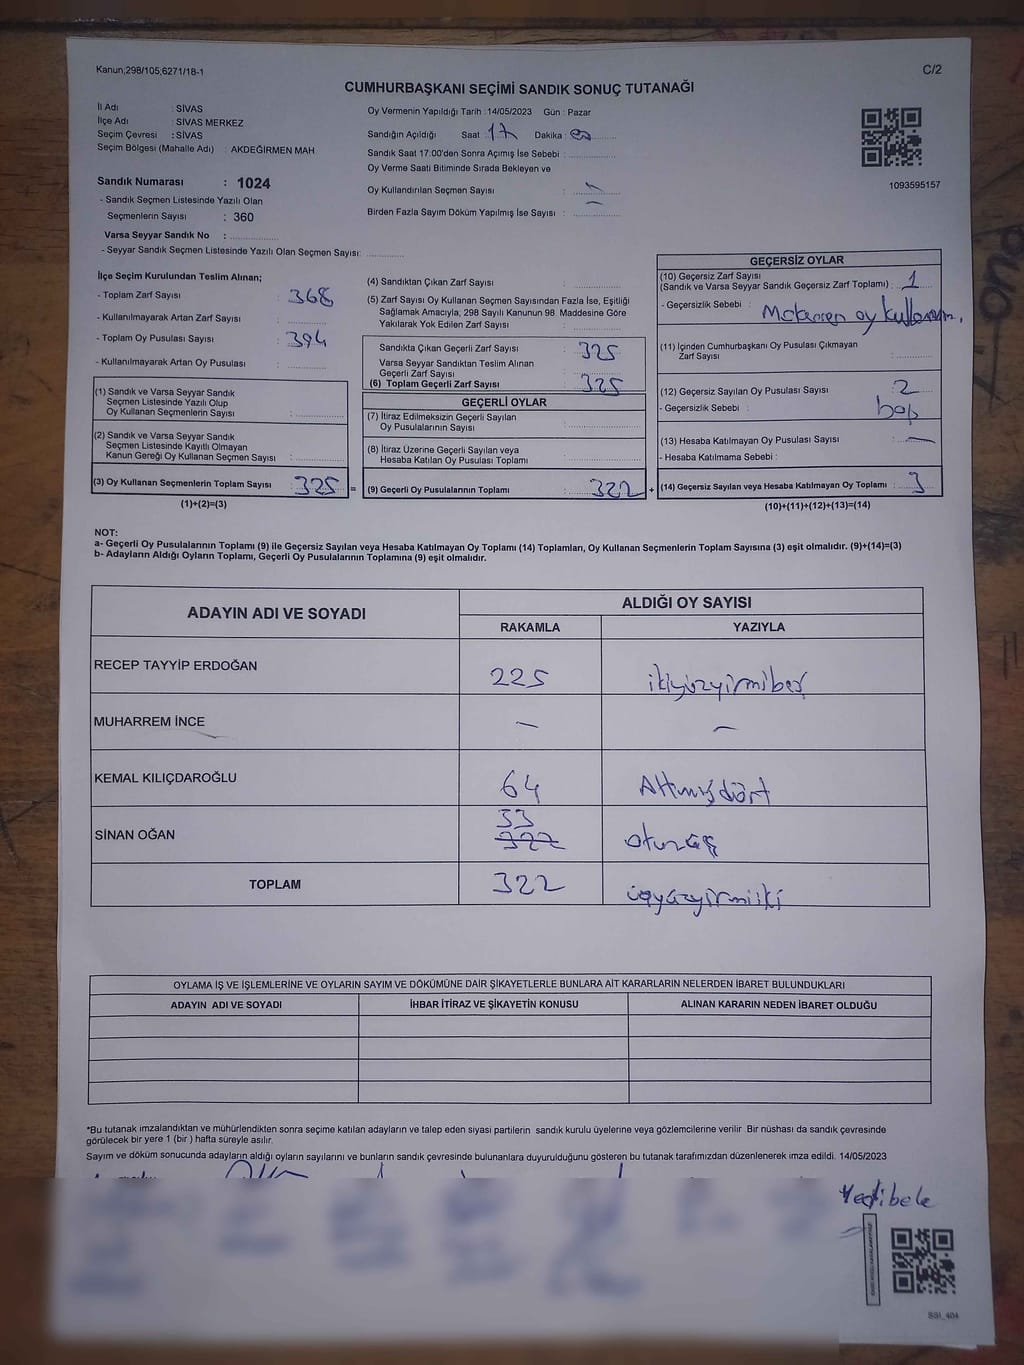 Kanun;298/105;6271/18-1
C/2
CUMHURBAŞKANI SEÇİMİ SANDIK SONUÇ TUTANAĞI
İl Adı : SİVAS
İlçe Adı : SİVAS MERKEZ
Seçim Çevresi : SİVAS
Seçim Bölgesi (Mahalle Adı) : AKDEĞİRMEN MAH.
Sandık Numarası : 1024
- Sandık Seçmen Listesinde Yazılı Olan
Seçmenlerin Sayısı : 360
Varsa Seyyar Sandık No :
- Seyyar Sandık Seçmen Listesinde Yazılı Olan Seçmen Sayısı:
Oy Vermenin Yapıldığı Tarih :14/05/2023 Gün : Pazar
Sandığın Açıldığı Saat : 17 Dakika :
Sandık Saat 17.00'den Sonra Açımış İse Sebebi :
Oy Verme Saati Bitiminde Sırada Bekleyen ve
Oy Kullandırılan Seçmen Sayısı : -
Birden Fazla Sayım Döküm Yapılmış İse Sayısı : -
1093595157
İlçe Seçim Kurulundan Teslim Alınan;
- Toplam Zarf Sayısı : 368
- Kullanılmayarak Artan Zarf Sayısı :
- Toplam Oy Pusulası Sayısı : 394
- Kullanılmayarak Artan Oy Pusulası :
(1) Sandık ve Varsa Seyyar Sandık
Seçmen Listesinde Yazılı Olup
Oy Kullanan Seçmenlerin Sayısı :
(2) Sandık ve Varsa Seyyar Sandık
Seçmen Listesinde Kayıtlı Olmayan
Kanun Gereği Oy Kullanan Seçmen Sayısı :
(3) Oy Kullanan Seçmenlerin Toplam Sayısı : 325 =
(1)+(2)=(3)
(4) Sandıktan Çıkan Zarf Sayısı :
(5) Zarf Sayısı Oy Kullanan Seçmen Sayısından Fazla İse, Eşitliği
Sağlamak Amacıyla, 298 Sayılı Kanunun 98. Maddesine Göre
Yakılarak Yok Edilen Zarf Sayısı :
Sandıkta Çıkan Geçerli Zarf Sayısı : 325
Varsa Seyyar Sandıktan Teslim Alınan
Geçerli Zarf Sayısı :
(6) Toplam Geçerli Zarf Sayısı : 325
GEÇERLİ OYLAR
(7) İtiraz Edilmeksizin Geçerli Sayılan
Oy Pusulalarının Sayısı :
(8) İtiraz Üzerine Geçerli Sayılan veya
Hesaba Katılan Oy Pusulası Toplamı :
(9) Geçerli Oy Pusulalarının Toplamı : 322 +
GEÇERSİZ OYLAR
(10) Geçersiz Zarf Sayısı
(Sandık ve Varsa Seyyar Sandık Geçersiz Zarf Toplamı) : 1
- Geçersizlik Sebebi : oy
(11) İçinden Cumhurbaşkanı Oy Pusulası Çıkmayan
Zarf Sayısı :
(12) Geçersiz Sayılan Oy Pusulası Sayısı : 2
- Geçersizlik Sebebi : boş
(13) Hesaba Katılmayan Oy Pusulası Sayısı : -
- Hesaba Katılmama Sebebi :
(14) Geçersiz Sayılan veya Hesaba Katılmayan Oy Toplamı : 3
(10)+(11)+(12)+(13)=(14)
NOT:
a- Geçerli Oy Pusulalarının Toplamı (9) ile Geçersiz Sayılan veya Hesaba Katılmayan Oy Toplamı (14) Toplamları, Oy Kullanan Seçmenlerin Toplam Sayısına (3) eşit olmalıdır. (9)+(14)=(3)
b- Adayların Aldığı Oyların Toplamı, Geçerli Oy Pusulalarının Toplamına (9) eşit olmalıdır.
ADAYIN ADI VE SOYADI
ALDIĞI OY SAYISI
RAKAMLA YAZIYLA
RECEP TAYYİP ERDOĞAN 225 ikiyüzyirmibeş
MUHARREM İNCE - -
KEMAL KILIÇDAROĞLU 64 Altmışdört
SİNAN OĞAN 33 322 otuzüç
TOPLAM 322 üçyüzyirmiiki
OYLAMA İŞ VE İŞLEMLERİNE VE OYLARIN SAYIM VE DÖKÜMÜNE DAİR ŞİKAYETLERLE BUNLARA AİT KARARLARIN NELERDEN İBARET BULUNDUKLARI
ADAYIN ADI VE SOYADI İHBAR İTİRAZ VE ŞİKAYETİN KONUSU ALINAN KARARIN NEDEN İBARET OLDUĞU
*Bu tutanak imzalandıktan ve mühürlendikten sonra seçime katılan adayların ve talep eden siyasi partilerin sandık kurulu üyelerine veya gözlemcilerine verilir. Bir nüshası da sandık çevresinde
görülecek bir yere 1 (bir ) hafta süreyle asılır.
Sayım ve döküm sonucunda adayların aldığı oyların sayılarını ve bunların sandık çevresinde bulunanlara duyurulduğunu gösteren bu tutanak tarafımızdan düzenlenerek imza edildi. 14/05/2023
SSI_404